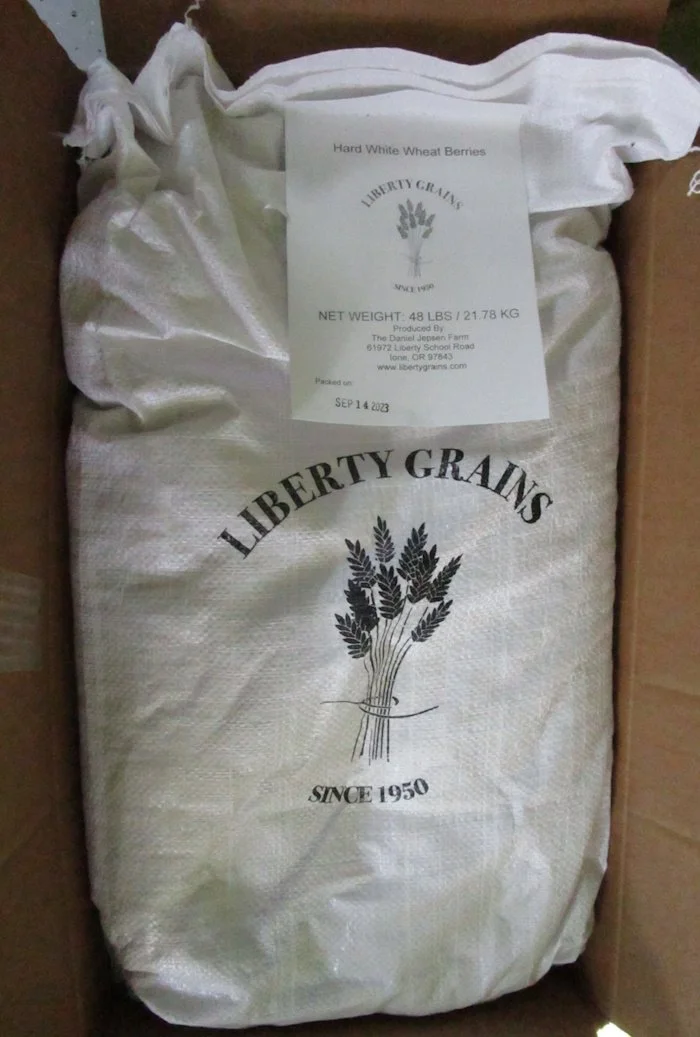 Hard White Wheat Berries
LIBERTY GRAINS
SINCE 1950
NET WEIGHT: 48 LBS / 21.78 KG
Produced By:
The Daniel Jepsen Farm
61972 Liberty School Road
Ione, OR 97843
www.libertygrains.com
Packed on:
SEP 14 2023
LIBERTY GRAINS
SINCE 1950